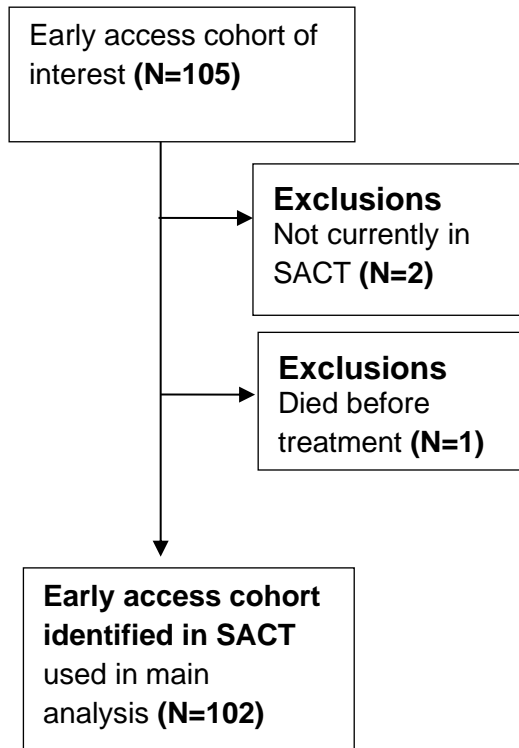 Early access cohort of
interest (N=105)
Exclusions
Not currently in
SACT (N=2)
Exclusions
Died before
treatment (N=1)
Early access cohort
identified in SACT
used in main
analysis (N=102)